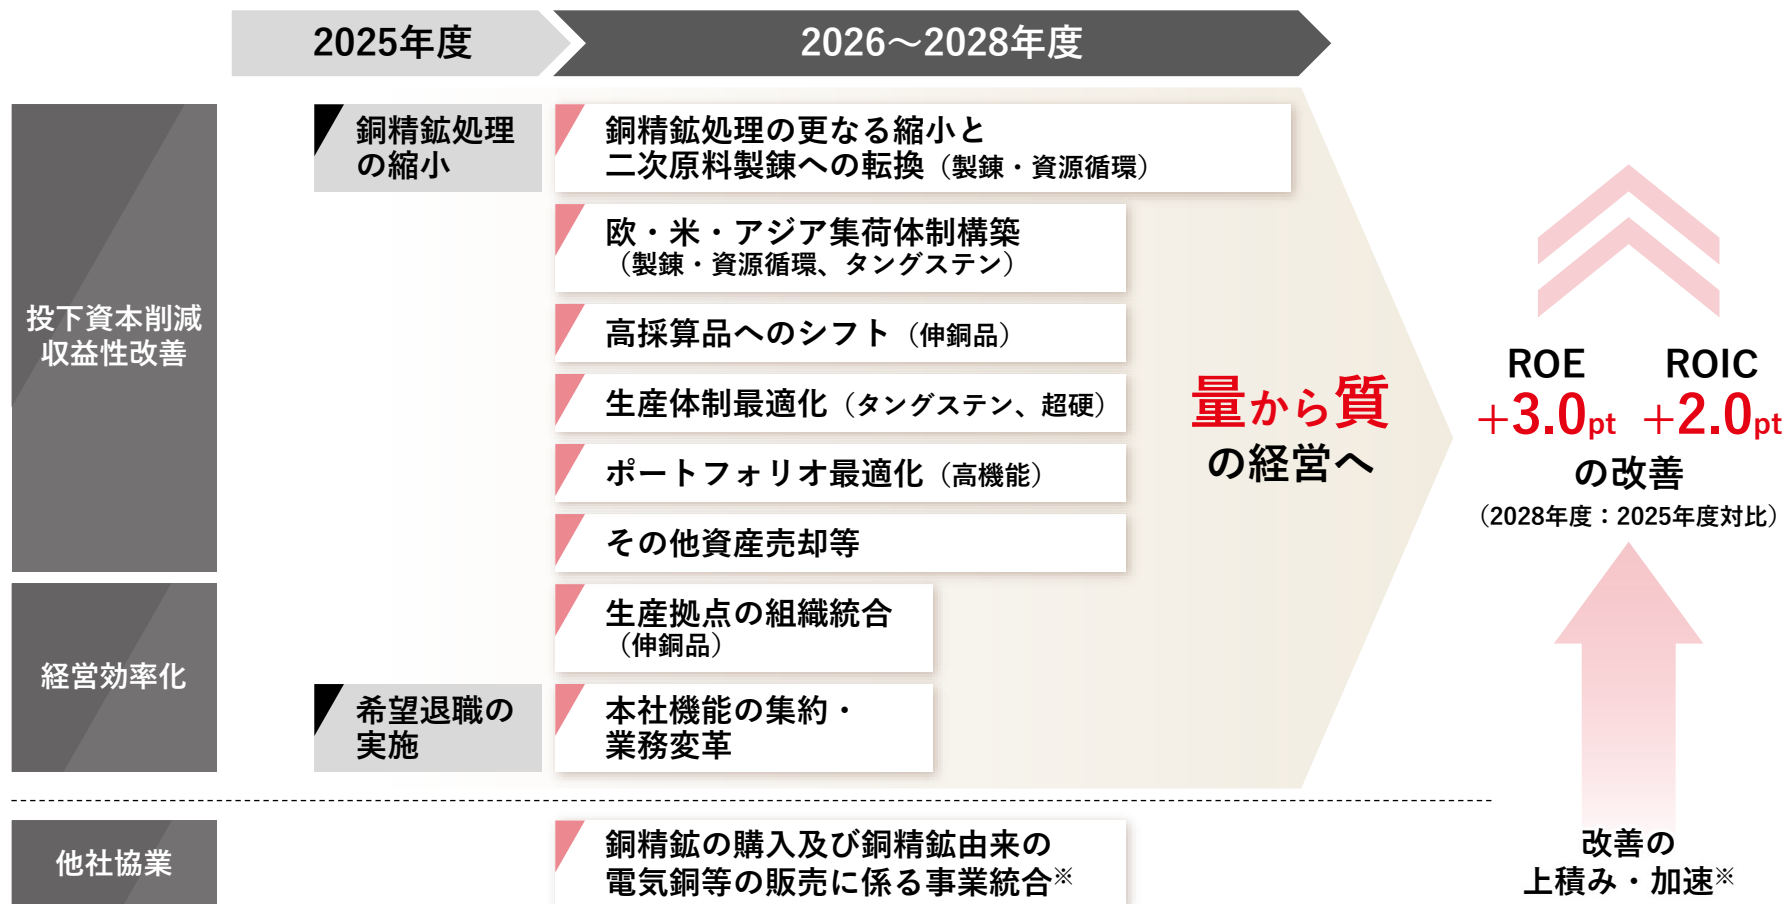 2025年度
2026～2028年度
投下資本削減
収益性改善
銅精鉱処理
の縮小
銅精鉱処理の更なる縮小と
二次原料製錬への転換（製錬・資源循環）
欧・米・アジア集荷体制構築
（製錬・資源循環、タングステン）
高採算品へのシフト（伸銅品）
生産体制最適化（タングステン、超硬）
ポートフォリオ最適化（高機能）
その他資産売却等
経営効率化
生産拠点の組織統合
（伸銅品）
希望退職の
実施
本社機能の集約・
業務変革
量から質
の経営へ
ROE ROIC
＋3.0pt ＋2.0pt
の改善
（2028年度：2025年度対比）
他社協業
銅精鉱の購入及び銅精鉱由来の
電気銅等の販売に係る事業統合※
改善の
上積み・加速※